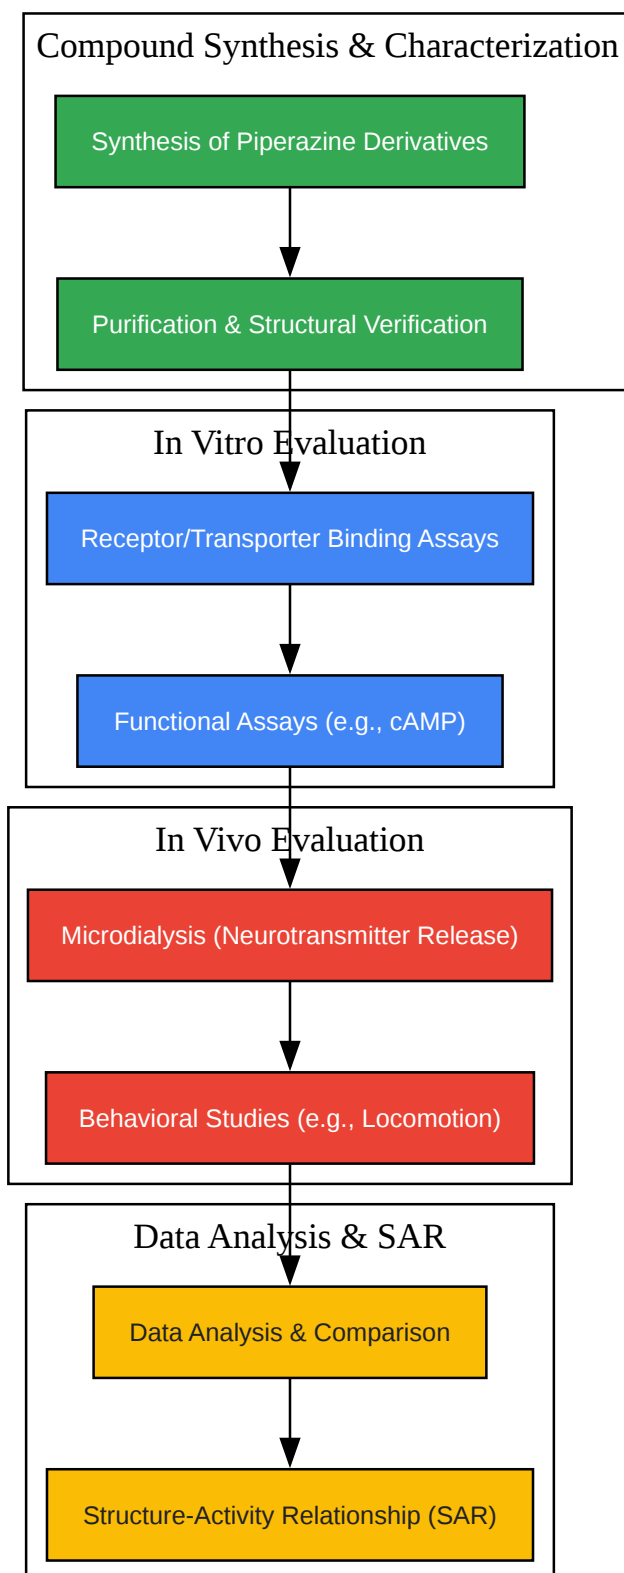 Compound Synthesis & Characterization
Synthesis of Piperazine Derivatives
Purification & Structural Verification
In Vitro Evaluation
Receptor/Transporter Binding Assays
Functional Assays (e.g., cAMP)
In Vivo Evaluation
Microdialysis (Neurotransmitter Release)
Behavioral Studies (e.g., Locomotion)
Data Analysis & SAR
Data Analysis & Comparison
Structure-Activity Relationship (SAR)